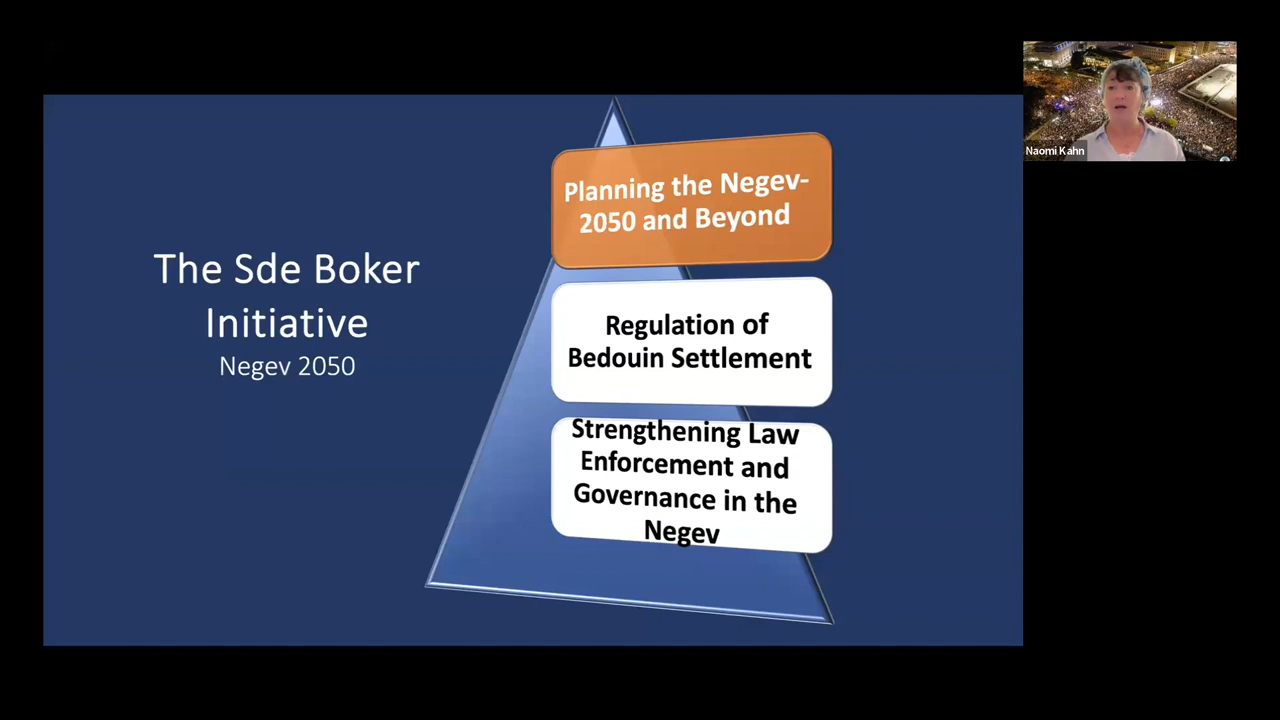 The Sde Boker
Initiative
Negev 2050
Planning the Negev-
2050 and Beyond
Regulation of
Bedouin Settlement
Strengthening Law
Enforcement and
Governance in the
Negev
Naomi Kahn